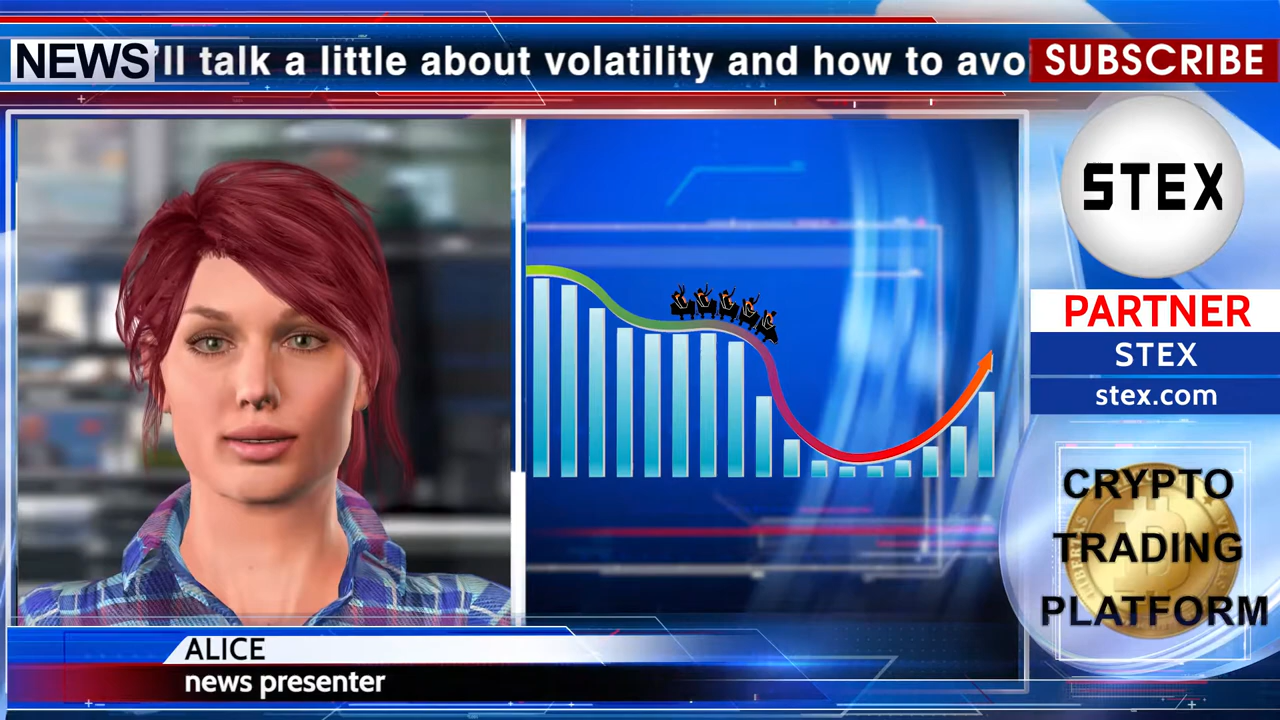 NEWS
'll talk a little about volatility and how to avo
SUBSCRIBE
STEX
PARTNER
STEX
stex.com
CRYPTO
TRADING
PLATFORM
ALICE
news presenter